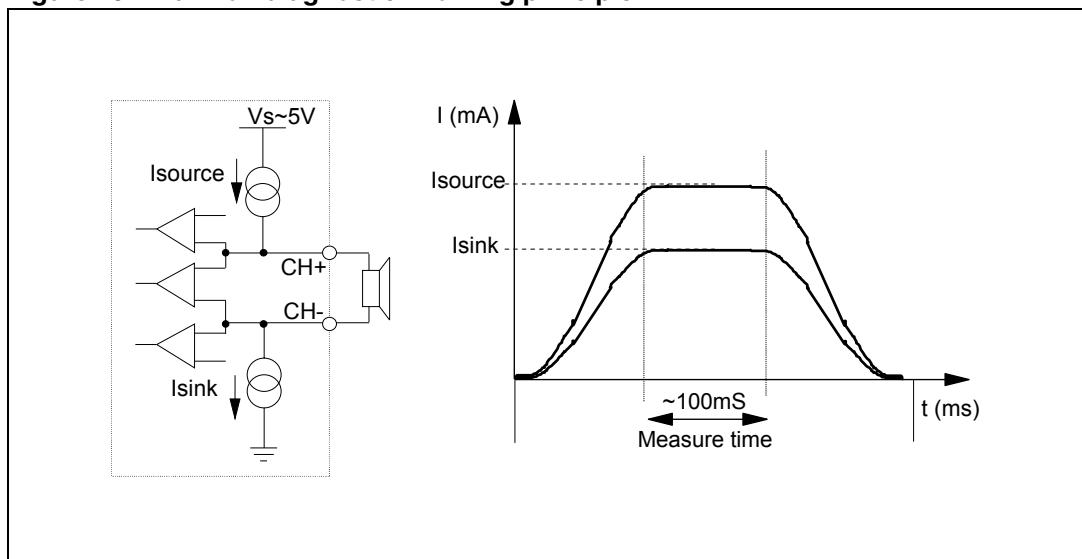 Vs~5V
Isource
CH+
CH-
Isink
I (mA)
Isource
Isink
~100mS
Measure time
t (ms)